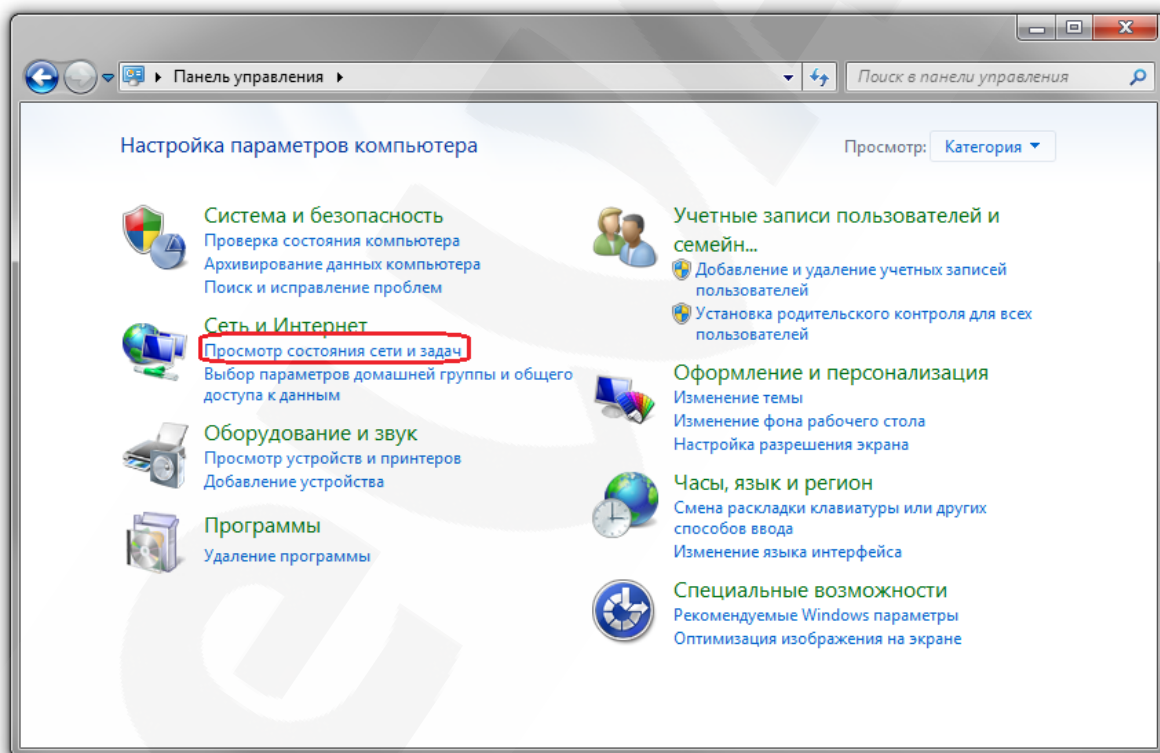 Панель управления
Поиск в панели управления
Настройка параметров компьютера
Просмотр: Категория
Система и безопасность
Проверка состояния компьютера
Архивирование данных компьютера
Поиск и исправление проблем
Сеть и Интернет
Просмотр состояния сети и задач
Выбор параметров домашней группы и общего
доступа к данным
Оборудование и звук
Просмотр устройств и принтеров
Добавление устройства
Программы
Удаление программы
Учетные записи пользователей и
семейн...
Добавление и удаление учетных записей
пользователей
Установка родительского контроля для всех
пользователей
Оформление и персонализация
Изменение темы
Изменение фона рабочего стола
Настройка разрешения экрана
Часы, язык и регион
Смена раскладки клавиатуры или других
способов ввода
Изменение языка интерфейса
Специальные возможности
Рекомендуемые Windows параметры
Оптимизация изображения на экране